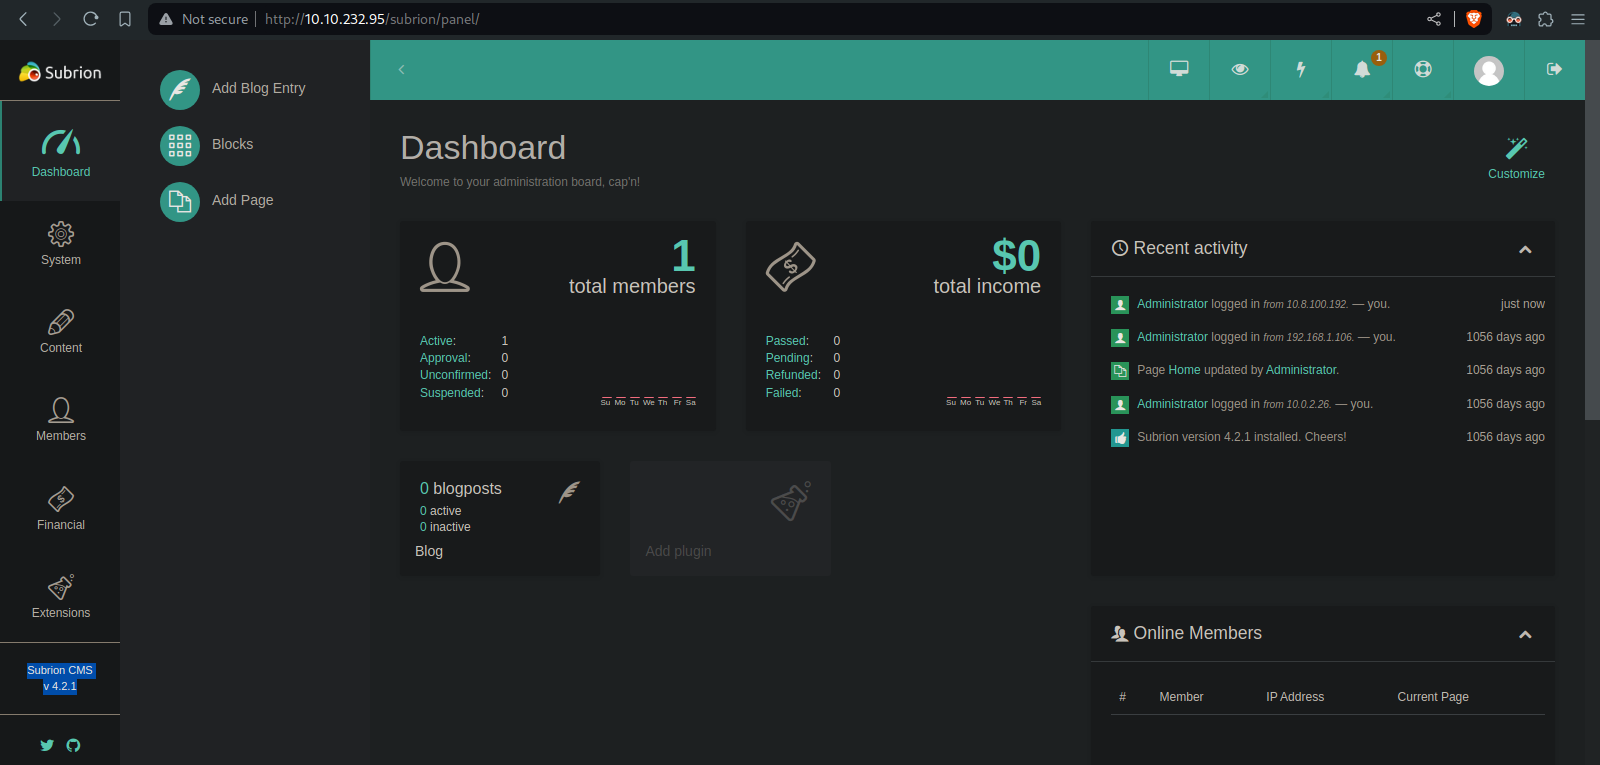 Not secure
http://10.10.232.95/subrion/panel/
Subrion
Dashboard
System
Content
Members
Financial
Extensions
Subrion CMS
v 4.2.1
Add Blog Entry
Blocks
Add Page
1
Dashboard
Welcome to your administration board, cap'n!
Customize
1
total members
Active: 1
Approval: 0
Unconfirmed: 0
Suspended: 0
Su Mo Tu We Th Fr Sa
$0
total income
Passed: 0
Pending: 0
Refunded: 0
Failed: 0
Su Mo Tu We Th Fr Sa
0 blogposts
0 active
0 inactive
Blog
Add plugin
Recent activity
Administrator logged in from 10.8.100.192. — you. just now
Administrator logged in from 192.168.1.106. — you. 1056 days ago
Page Home updated by Administrator. 1056 days ago
Administrator logged in from 10.0.2.26. — you. 1056 days ago
Subrion version 4.2.1 installed. Cheers! 1056 days ago
Online Members
# Member IP Address Current Page